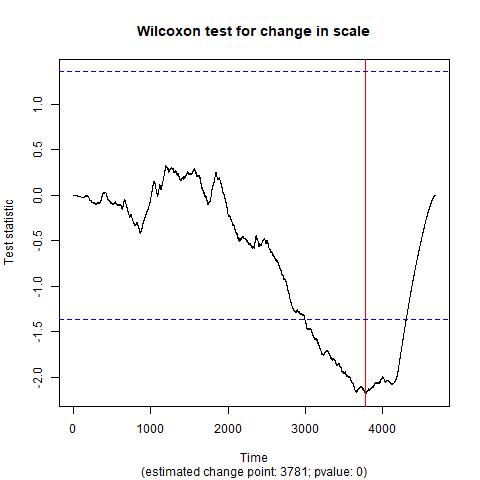 Wilcoxon test for change in scale
Test statistic
1.0
0.5
0.0
-0.5
-1.0
-1.5
-2.0
0 1000 2000 3000 4000
Time
(estimated change point: 3781; pvalue: 0)